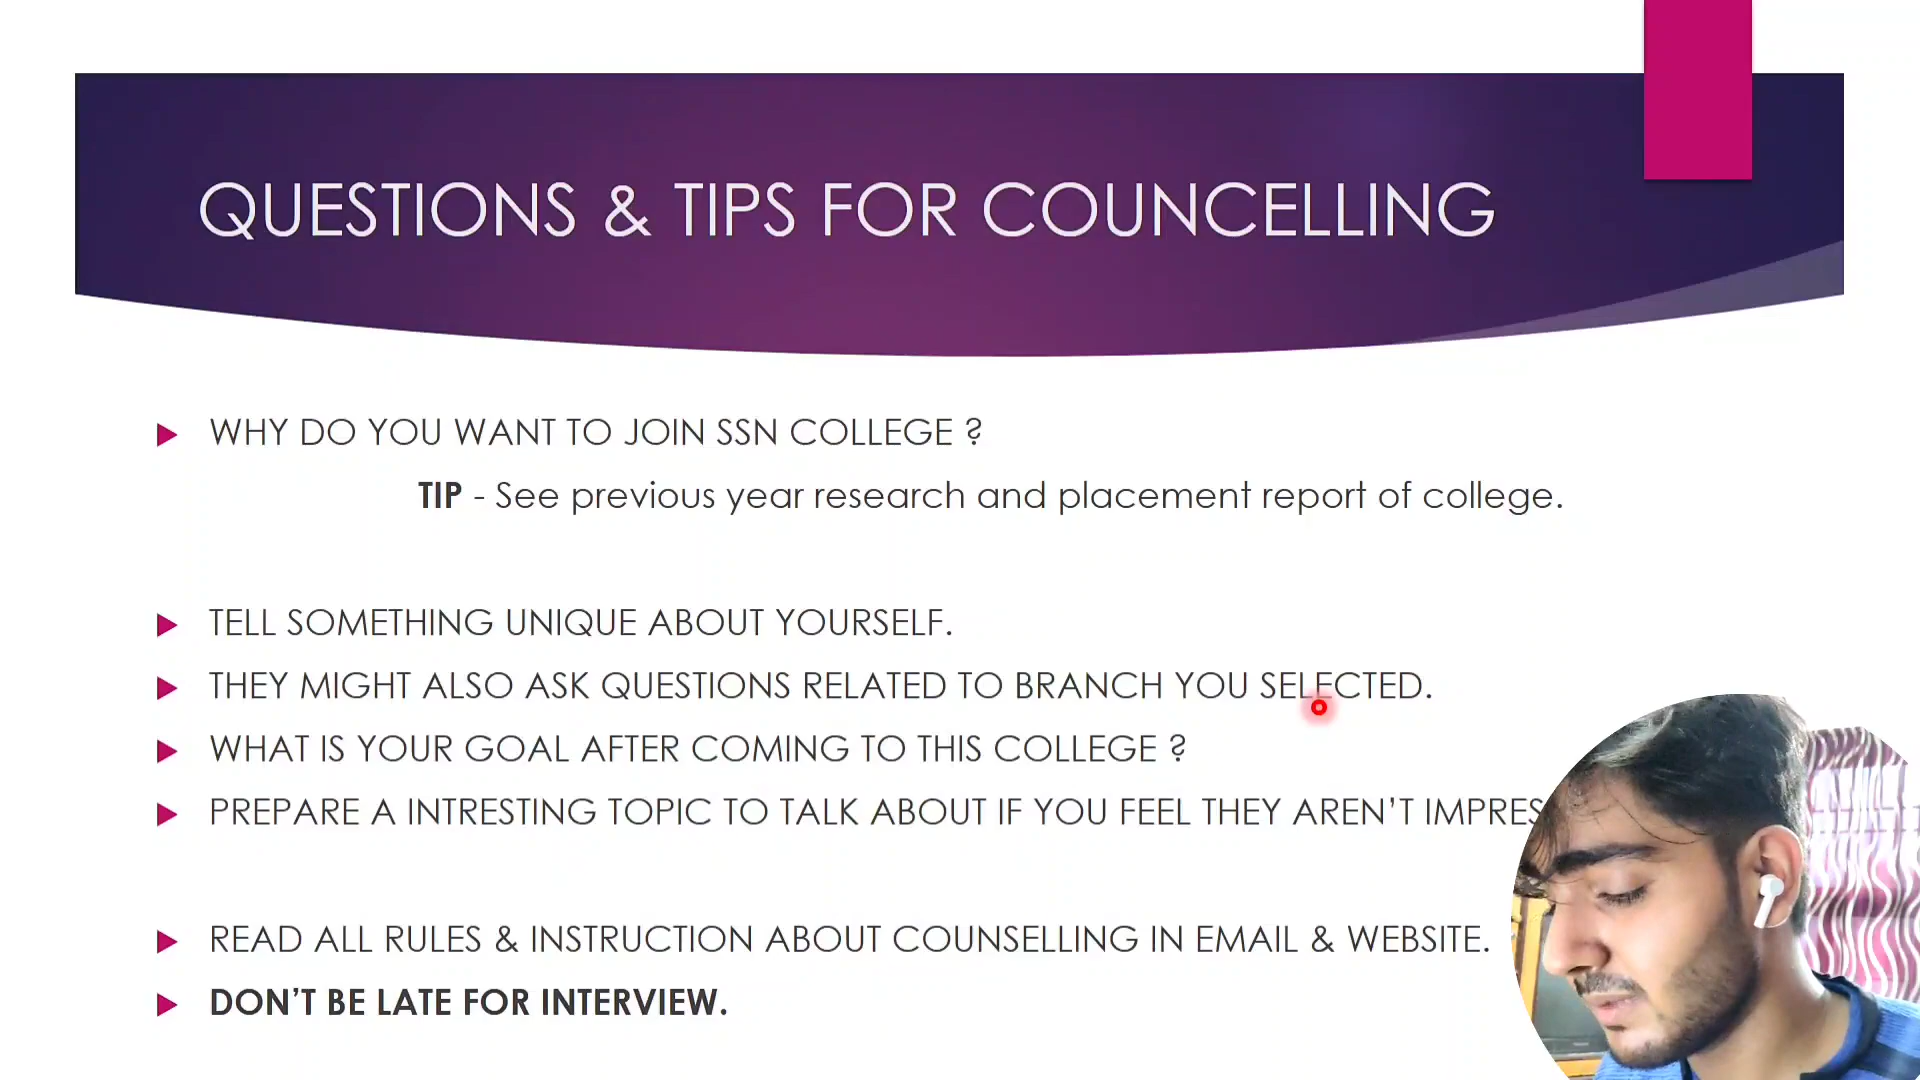 QUESTIONS & TIPS FOR COUNCELLING
WHY DO YOU WANT TO JOIN SSN COLLEGE ?
TIP - See previous year research and placement report of college.
TELL SOMETHING UNIQUE ABOUT YOURSELF.
THEY MIGHT ALSO ASK QUESTIONS RELATED TO BRANCH YOU SELECTED.
WHAT IS YOUR GOAL AFTER COMING TO THIS COLLEGE ?
PREPARE A INTRESTING TOPIC TO TALK ABOUT IF YOU FEEL THEY AREN’T
READ ALL RULES & INSTRUCTION ABOUT COUNSELLING IN EMAIL & WEBSITE.
DON’T BE LATE FOR INTERVIEW.